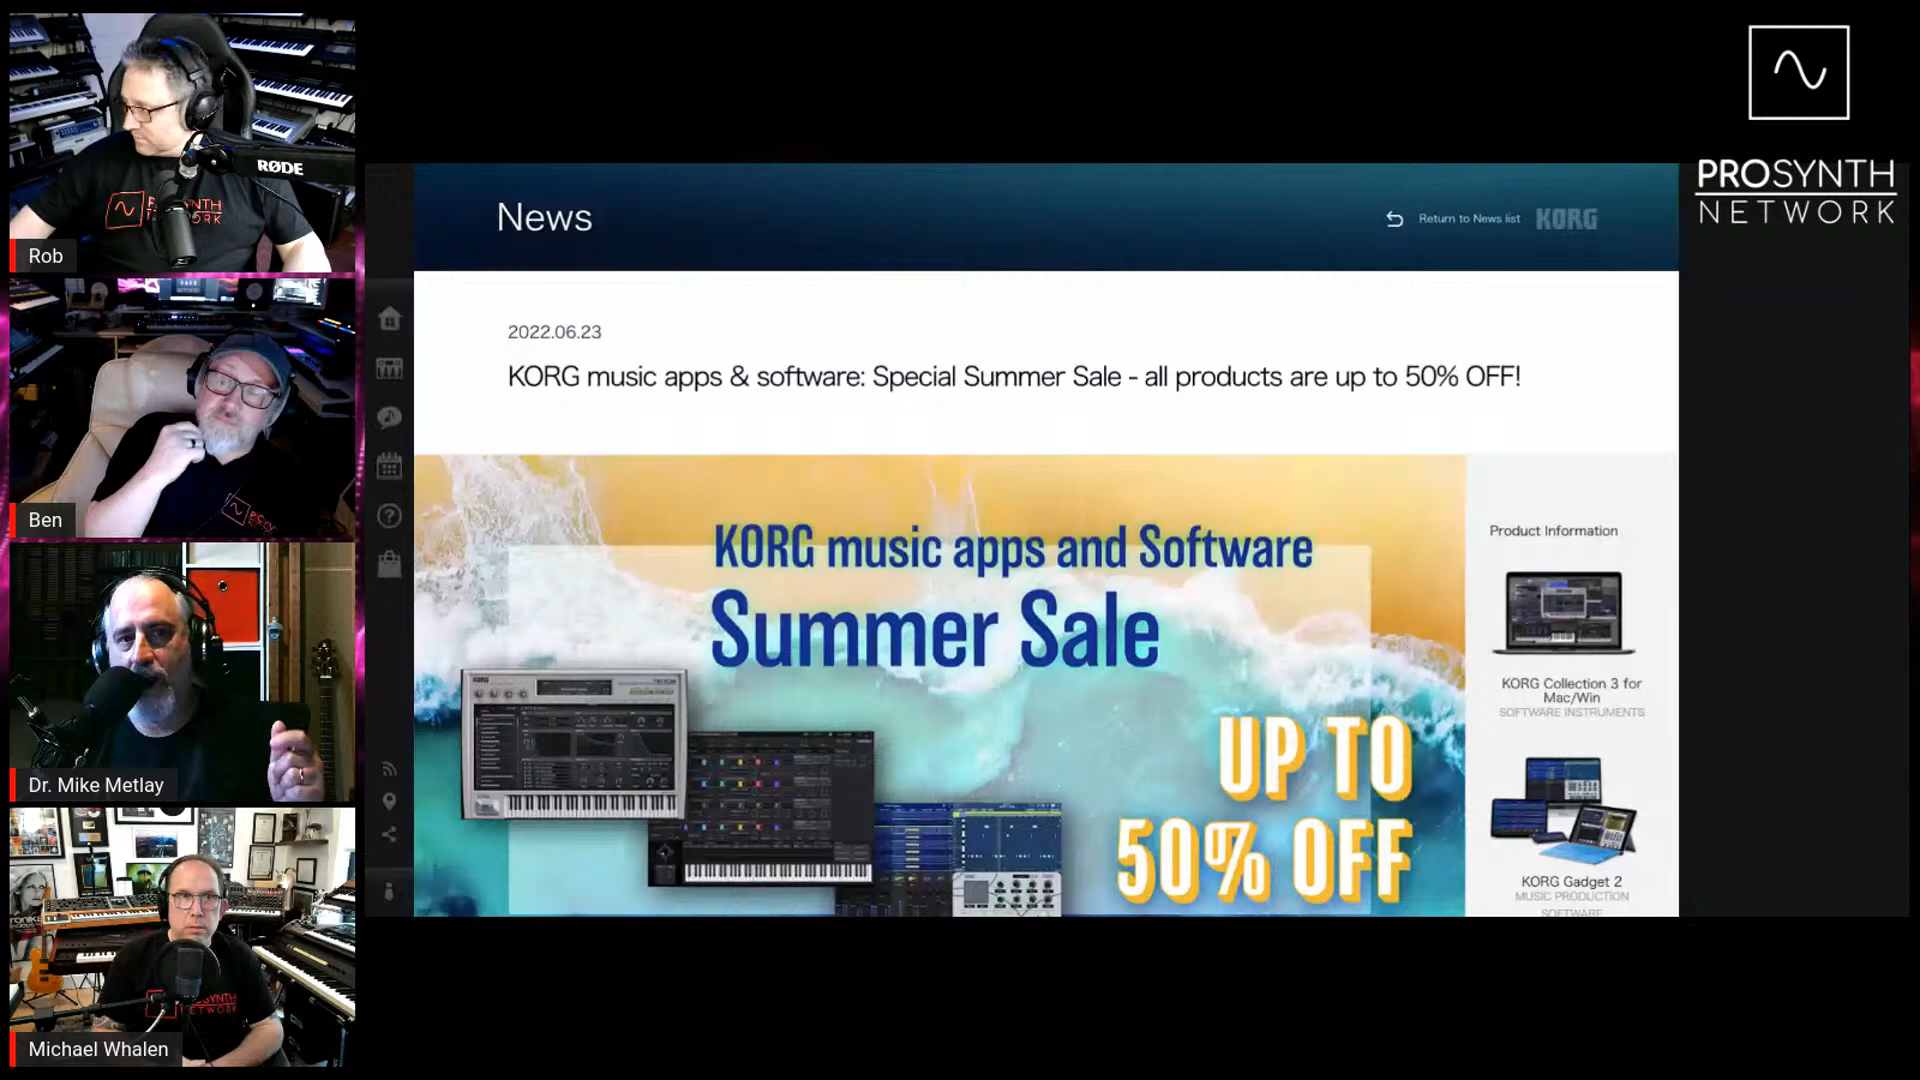 RØDE
Rob
Ben
Dr. Mike Metlay
PROSYNTH
NETWORK
Michael Whalen
News
Return to News list
KORG
2022.06.23
KORG music apps & software: Special Summer Sale - all products are up to 50% OFF!
KORG music apps and Software
Summer Sale
UP TO
50% OFF
Product Information
KORG Collection 3 for
Mac/Win
SOFTWARE INSTRUMENTS
KORG Gadget 2
MUSIC PRODUCTION
SOFTWARE
PROSYNTH
NETWORK